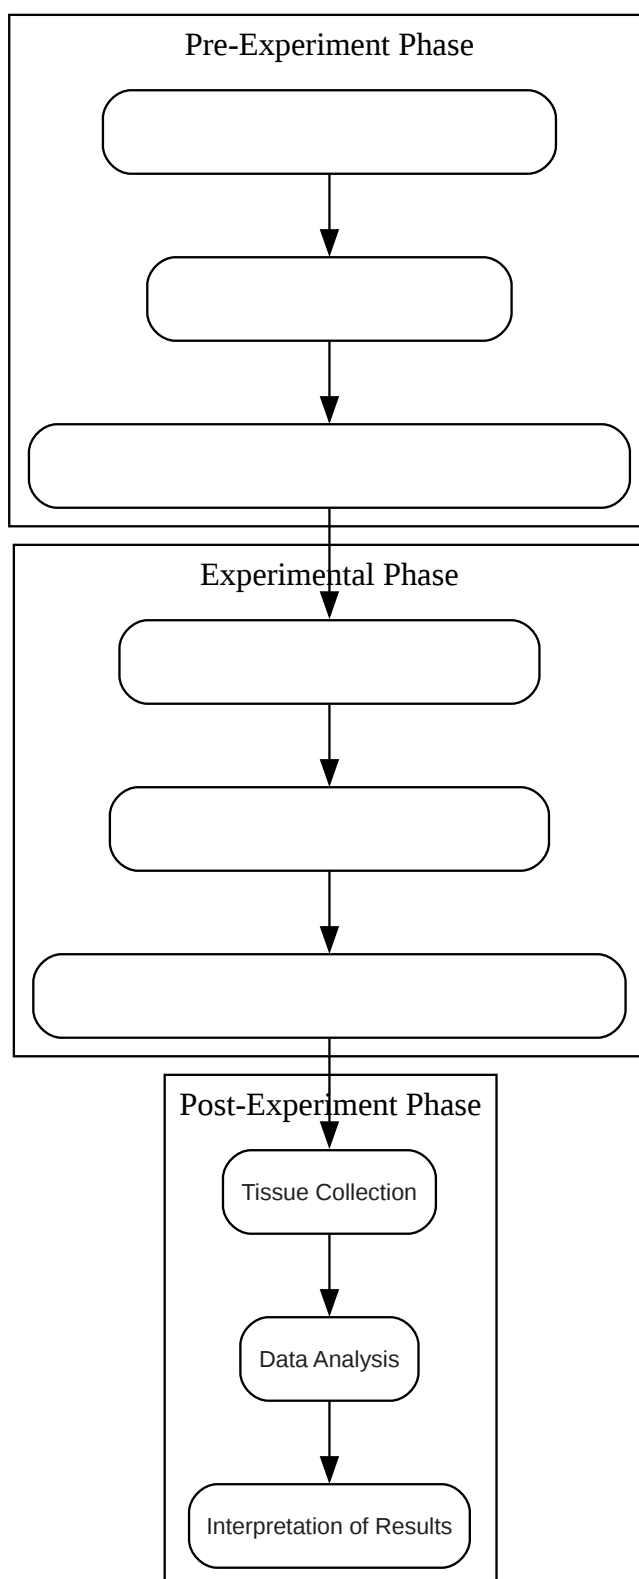 Pre-Experiment Phase
Experimental Phase
Post-Experiment Phase
Tissue Collection
Data Analysis
Interpretation of Results